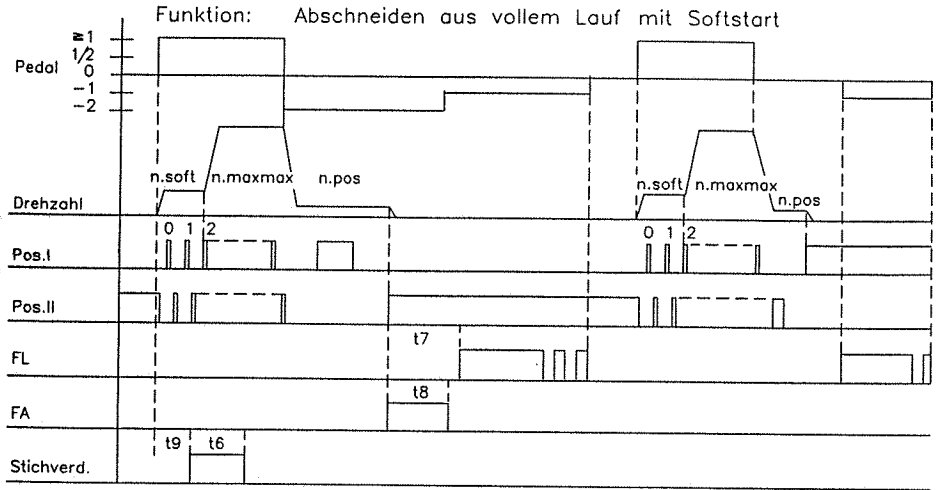 Funktion: Abschneiden aus vollem Lauf mit Softstart
≥1
1/2
Pedal 0
-1
-2
n.soft n.maxmax n.pos
n.soft n.maxmax n.pos
Drehzahl
0 1 2
0 1 2
Pos.I
Pos.II
t7
FL
t8
FA
t9 t6
Stichverd.